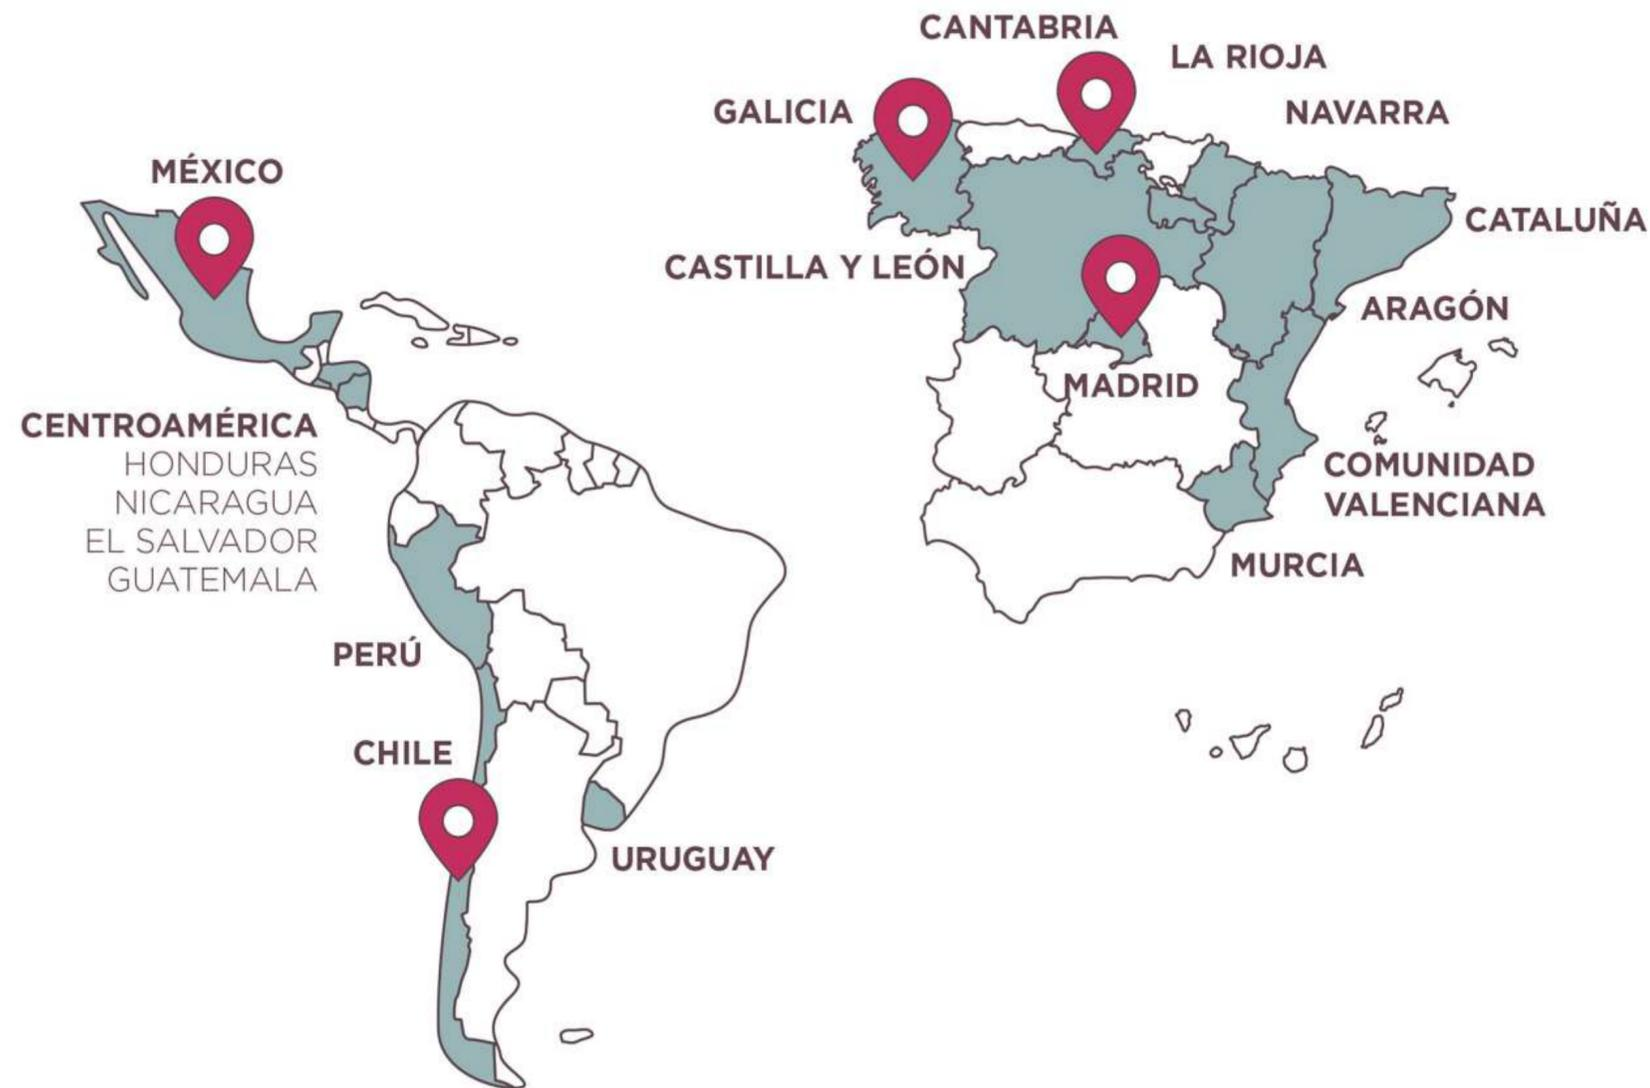 CANTABRIA
LA RIOJA
GALICIA
NAVARRA
MÉXICO
CATALUÑA
CASTILLA Y LEÓN
ARAGÓN
MADRID
CENTROAMÉRICA
HONDURAS
NICARAGUA
EL SALVADOR
GUATEMALA
COMUNIDAD
VALENCIANA
MURCIA
PERÚ
CHILE
URUGUAY